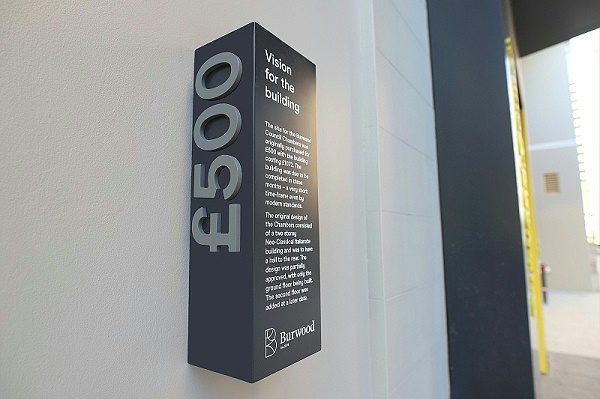 £500
Vision
for the
building
The site for the Burwood
Council Chambers was
originally purchased for
£500 with the building
costing £1072. The
building was due to be
completed in three
months – a very short
time-frame even by
modern standards.
The original design of
the Chambers consisted
of a two storey
Neo-Classical Italianate
building and was to have
a hall to the rear. The
design was partially
approved, with only the
ground floor being built.
The second floor was
added at a later date
Burwood